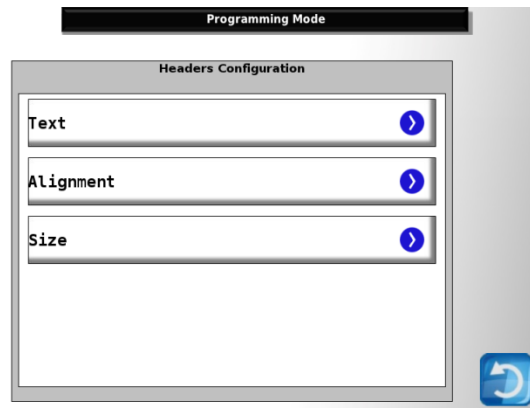 Programming Mode
Headers Configuration
Text
Alignment
Size